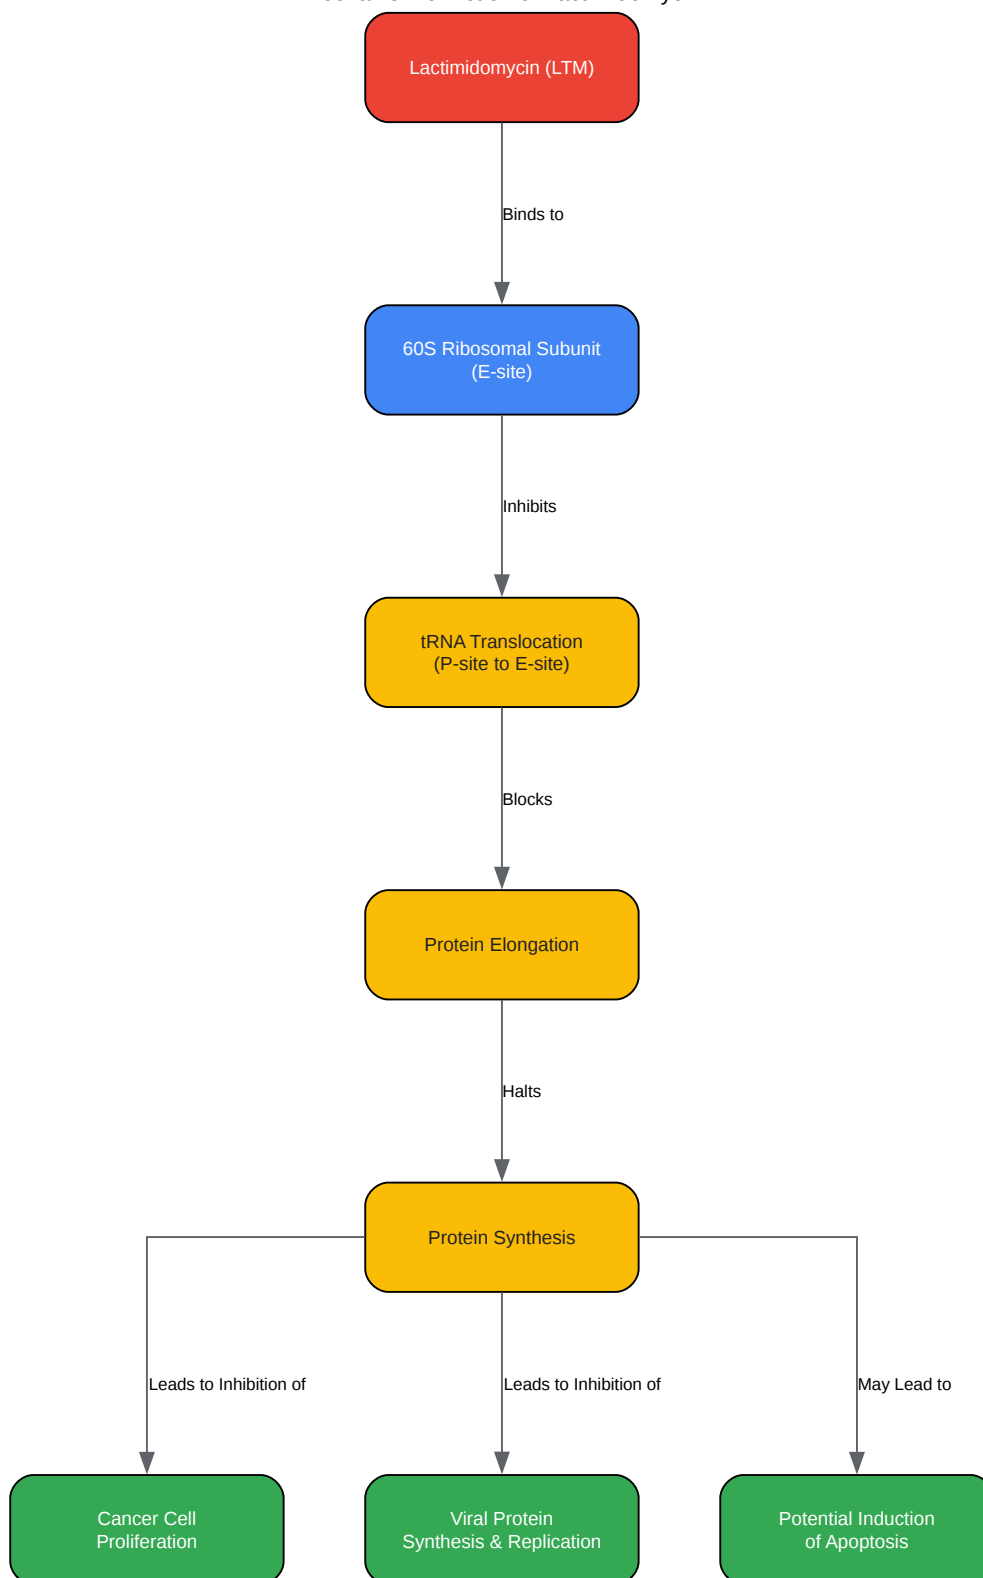 Lactimidomycin (LTM)
Binds to
60S Ribosomal Subunit
(E-site)
Inhibits
tRNA Translocation
(P-site to E-site)
Blocks
Protein Elongation
Halts
Protein Synthesis
Leads to Inhibition of
Leads to Inhibition of
May Lead to
Cancer Cell
Proliferation
Viral Protein
Synthesis & Replication
Potential Induction
of Apoptosis